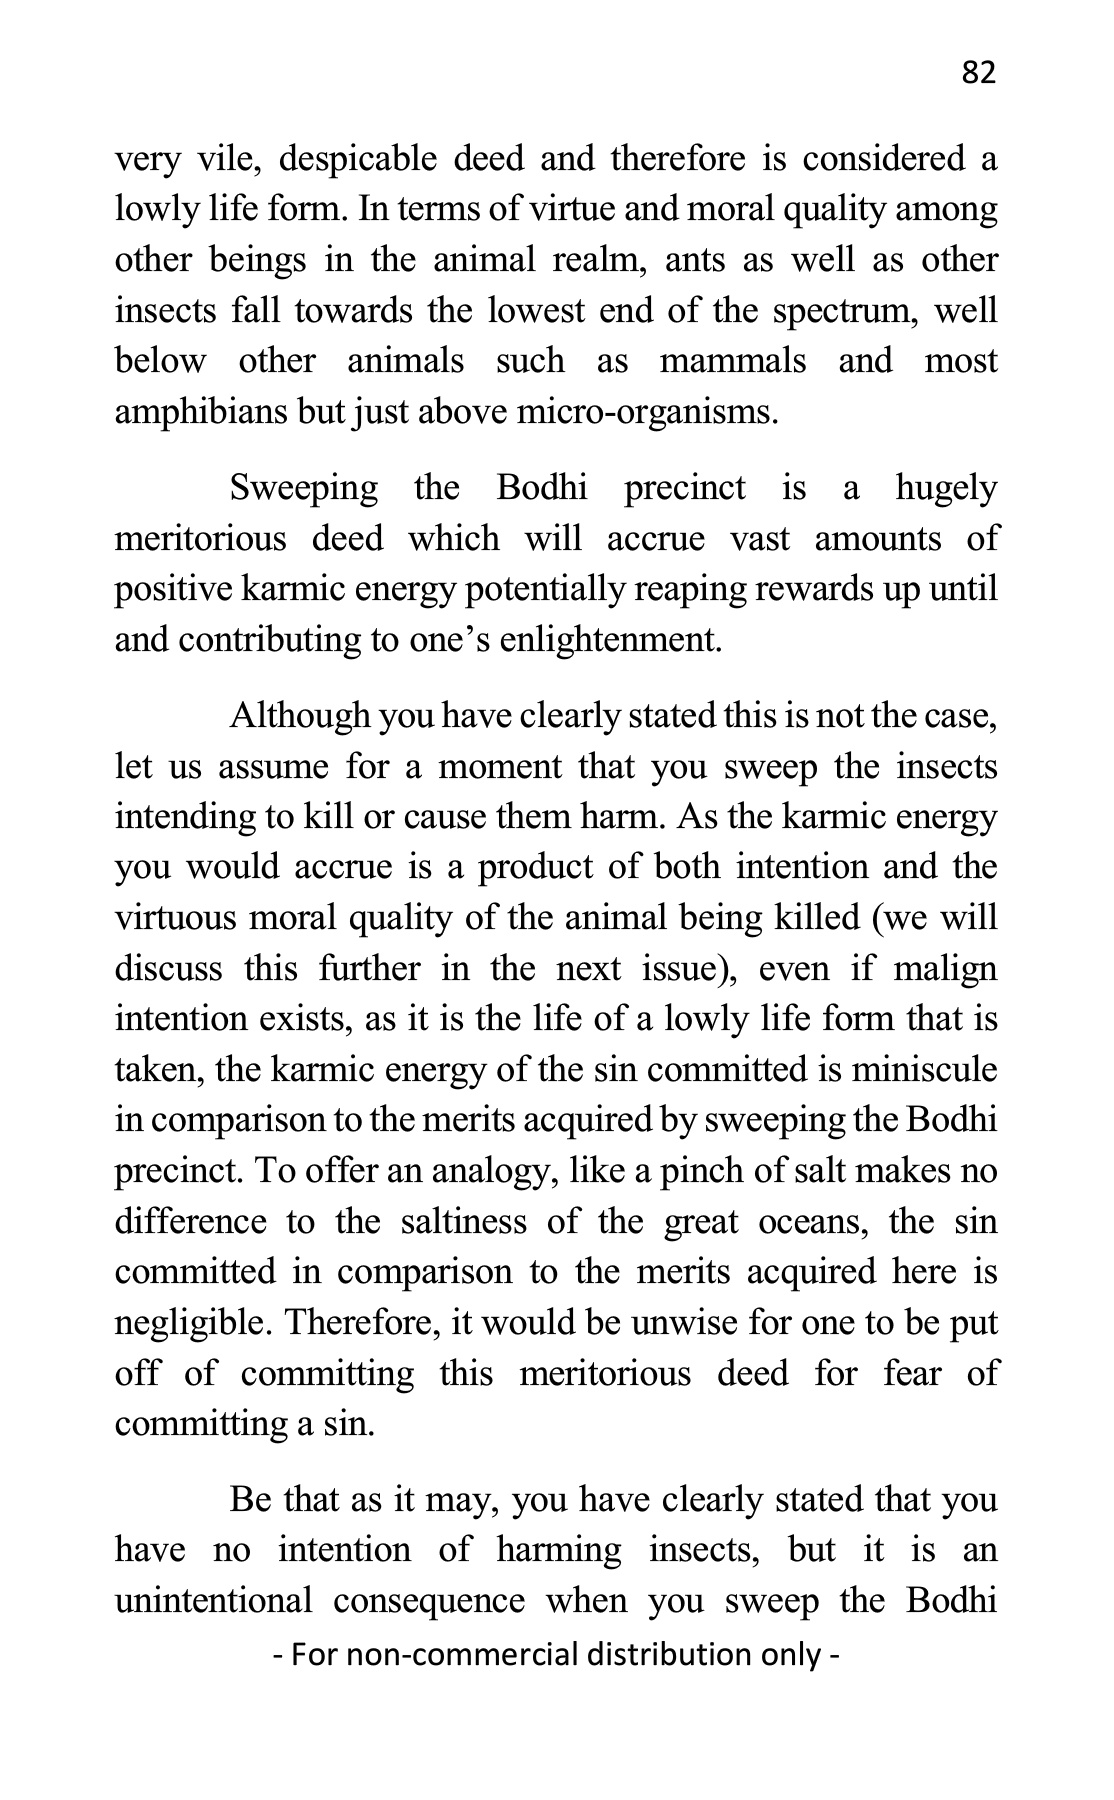 82
very vile, despicable deed and therefore is considered a
lowly life form. In terms of virtue and moral quality among
other beings in the animal realm, ants as well as other
insects fall towards the lowest end of the spectrum, well
below other animals such as mammals and most
amphibians but just above micro-organisms.
Sweeping the Bodhi precinct is a hugely
meritorious deed which will accrue vast amounts of
positive karmic energy potentially reaping rewards up until
and contributing to one’s enlightenment.
Although you have clearly stated this is not the case,
let us assume for a moment that you sweep the insects
intending to kill or cause them harm. As the karmic energy
you would accrue is a product of both intention and the
virtuous moral quality of the animal being killed (we will
discuss this further in the next issue), even if malign
intention exists, as it is the life of a lowly life form that is
taken, the karmic energy of the sin committed is miniscule
in comparison to the merits acquired by sweeping the Bodhi
precinct. To offer an analogy, like a pinch of salt makes no
difference to the saltiness of the great oceans, the sin
committed in comparison to the merits acquired here is
negligible. Therefore, it would be unwise for one to be put
off of committing this meritorious deed for fear of
committing a sin.
Be that as it may, you have clearly stated that you
have no intention of harming insects, but it is an
unintentional consequence when you sweep the Bodhi
- For non-commercial distribution only -